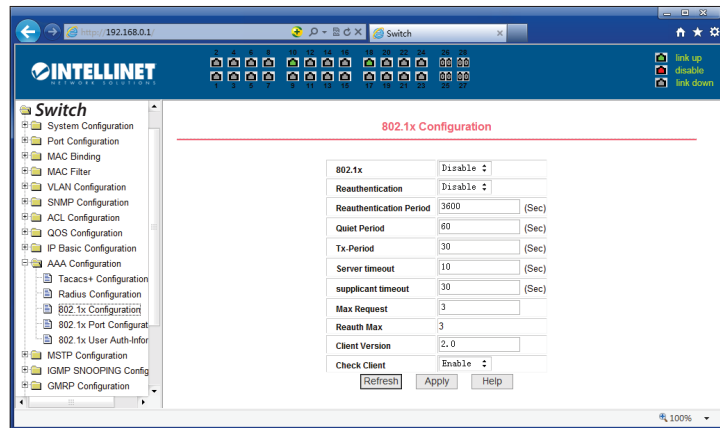 http://192.168.0.1/
Switch
2 4 6 8 10 12 14 16 18 20 22 24 26 28
1 3 5 7 9 11 13 15 17 19 21 23 25 27
link up
disable
link down
INTELLINET
NETWORK SOLUTIONS
Switch
System Configuration
Port Configuration
MAC Binding
MAC Filter
VLAN Configuration
SNMP Configuration
ACL Configuration
QOS Configuration
IP Basic Configuration
AAA Configuration
Tacacs+ Configuration
Radius Configuration
802.1x Configuration
802.1x Port Configurat
802.1x User Auth-Infor
MSTP Configuration
IGMP SNOOPING Config
GMRP Configuration
802.1x Configuration
802.1x Disable
Reauthentication Disable
Reauthentication Period 3600 (Sec)
Quiet Period 60 (Sec)
Tx-Period 30 (Sec)
Server timeout 10 (Sec)
supplicant timeout 30 (Sec)
Max Request 3
Reauth Max 3
Client Version 2.0
Check Client Enable
Refresh Apply Help
100%